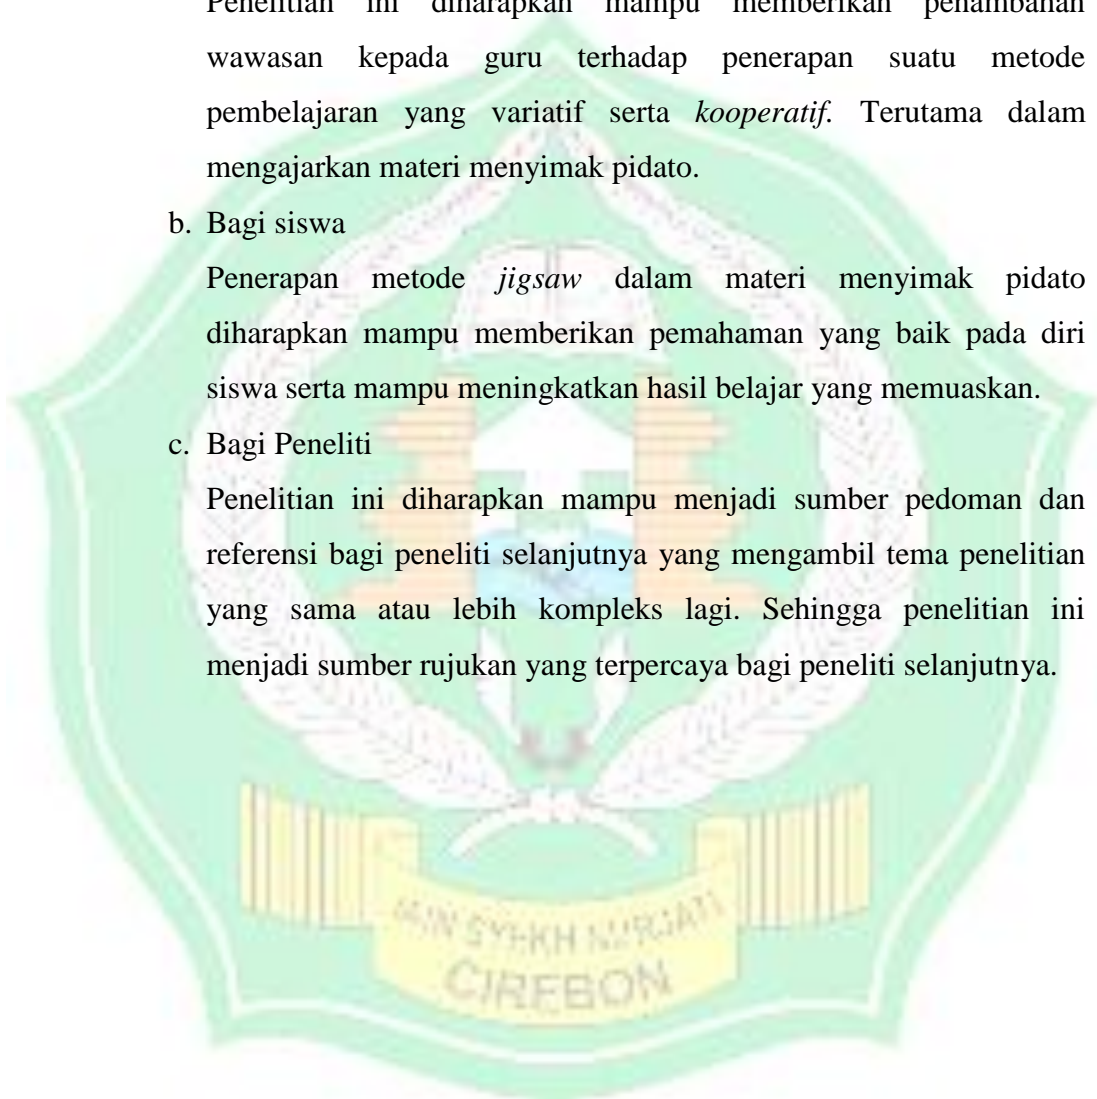 Penelitian ini diharapkan mampu memberikan penambahan
wawasan kepada guru terhadap penerapan suatu metode
pembelajaran yang variatif serta kooperatif. Terutama dalam
mengajarkan materi menyimak pidato.
b. Bagi siswa
Penerapan metode jigsaw dalam materi menyimak pidato
diharapkan mampu memberikan pemahaman yang baik pada diri
siswa serta mampu meningkatkan hasil belajar yang memuaskan.
c. Bagi Peneliti
Penelitian ini diharapkan mampu menjadi sumber pedoman dan
referensi bagi peneliti selanjutnya yang mengambil tema penelitian
yang sama atau lebih kompleks lagi. Sehingga penelitian ini
menjadi sumber rujukan yang terpercaya bagi peneliti selanjutnya.
IAIN SYEKH NURJATI
CIREBON